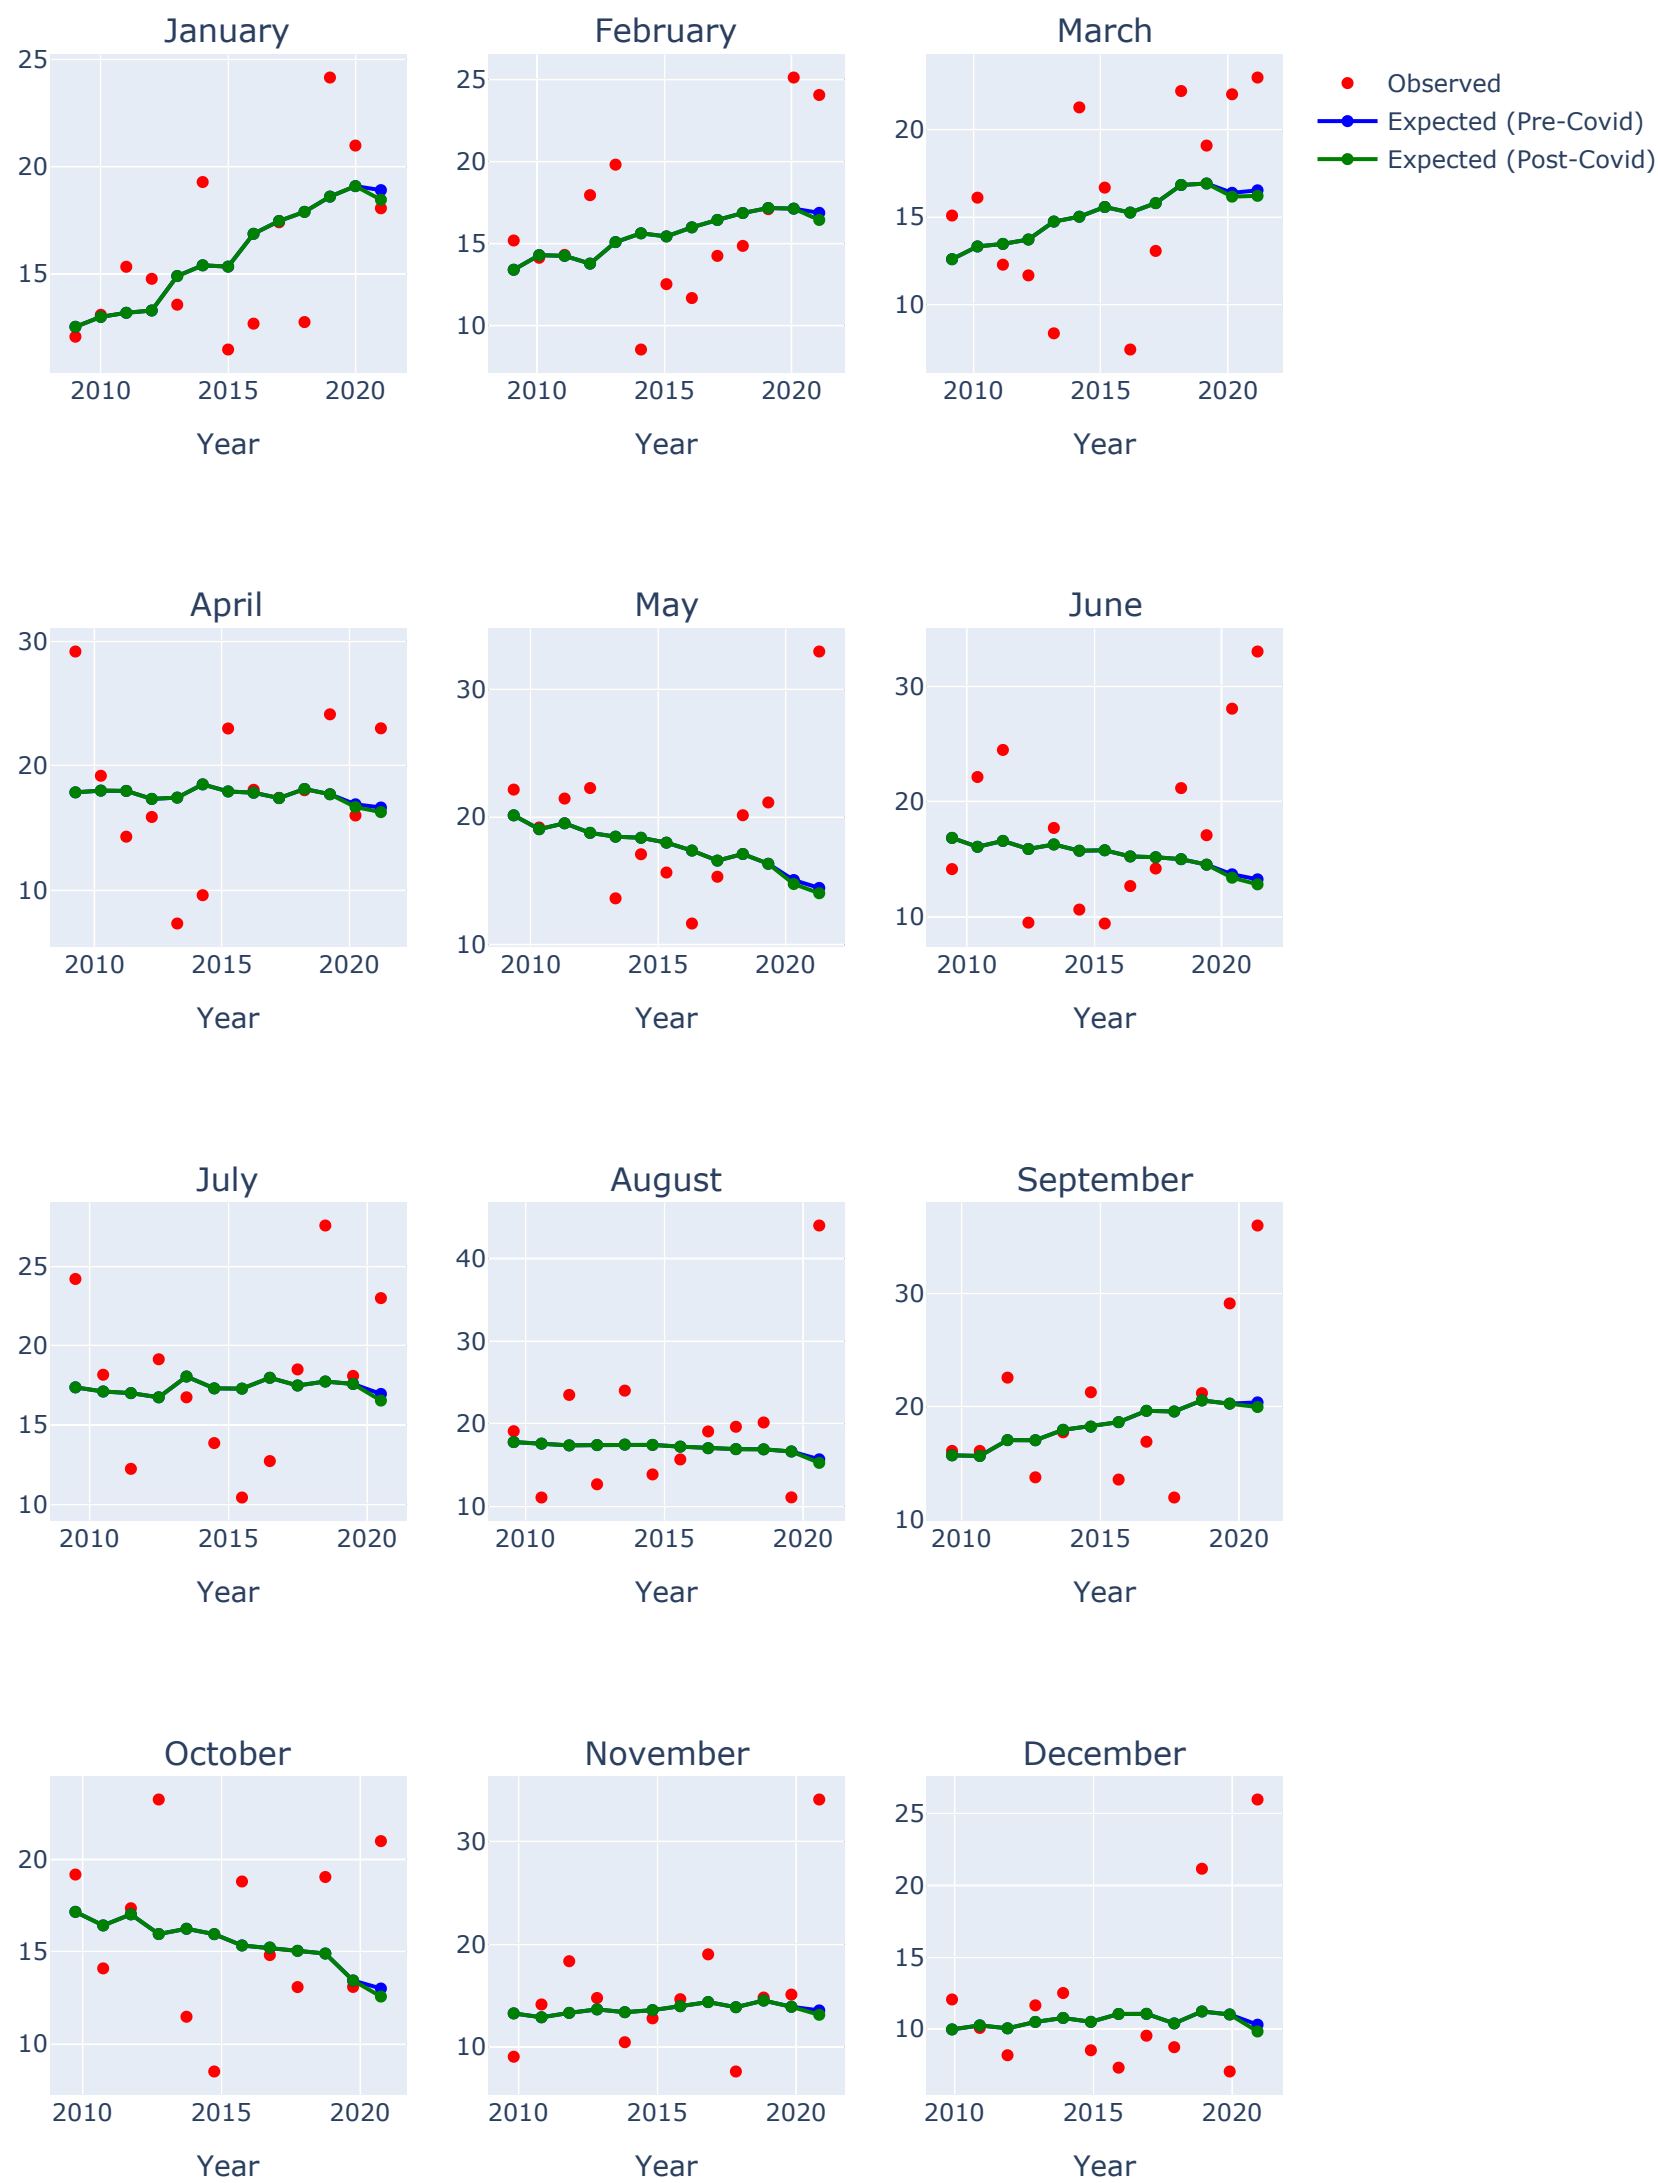 January February March
25
20
15
2010 2015 2020
Year
25
20
15
10
2010 2015 2020
Year
20
15
10
2010 2015 2020
Year
Observed
Expected (Pre-Covid)
Expected (Post-Covid)
April May June
30
20
10
2010 2015 2020
Year
30
20
10
2010 2015 2020
Year
30
20
10
2010 2015 2020
Year
July August September
25
20
15
10
2010 2015 2020
Year
40
30
20
10
2010 2015 2020
Year
30
20
10
2010 2015 2020
Year
October November December
20
15
10
2010 2015 2020
Year
30
20
10
2010 2015 2020
Year
25
20
15
10
2010 2015 2020
Year